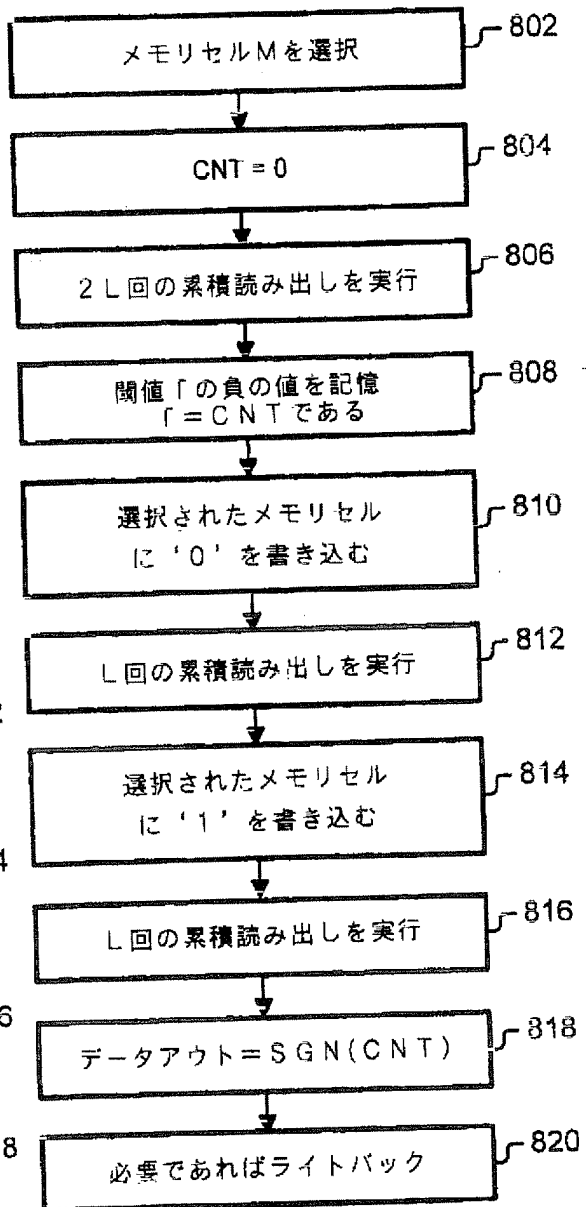 メモリセルMを選択
802
CNT = 0
804
2L回の累積読み出しを実行
806
閾値「の負の値を記憶
「=CNTである
808
選択されたメモリセル
に‘0’を書き込む
810
L回の累積読み出しを実行
812
選択されたメモリセル
に‘1’を書き込む
814
L回の累積読み出しを実行
816
データアウト=SGN(CNT)
818
必要であればライトバック
820
4
6
8